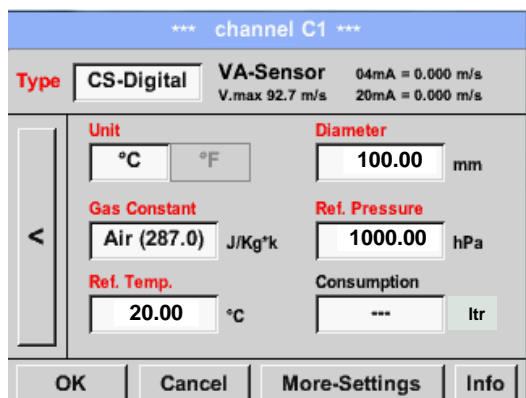 *** channel C1 ***
Type CS-Digital VA-Sensor 04mA = 0.000 m/s
V.max 92.7 m/s 20mA = 0.000 m/s
Unit Diameter
°C °F 100.00 mm
Gas Constant Ref. Pressure
< Air (287.0) J/Kg*k 1000.00 hPa
Ref. Temp. Consumption
20.00 °C --- ltr
OK Cancel More-Settings Info